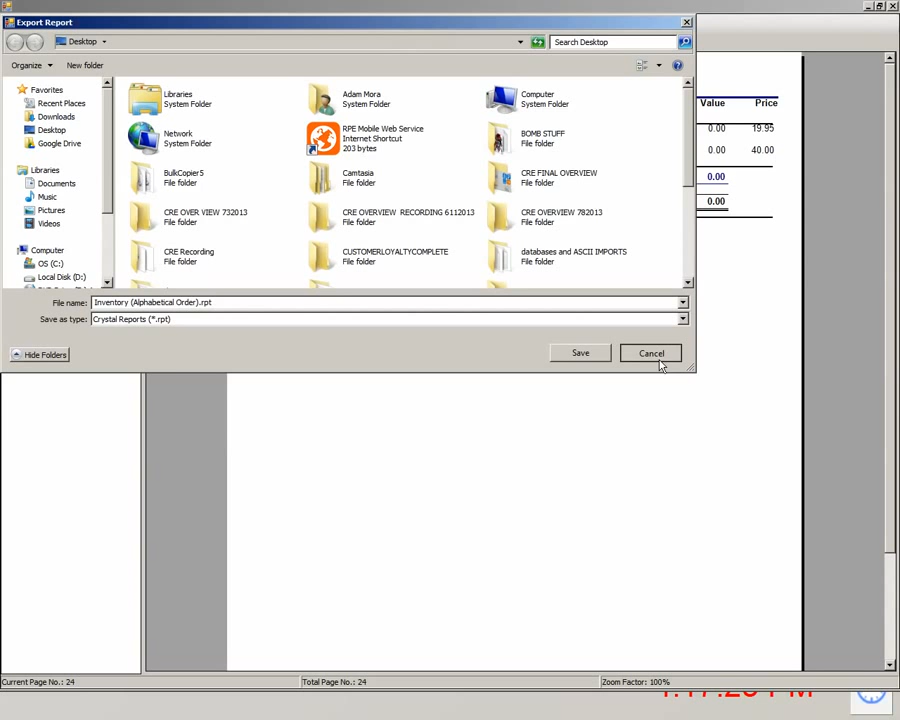 Export Report
Desktop
Search Desktop
Organize
New folder
Favorites
Recent Places
Downloads
Desktop
Google Drive
Libraries
Documents
Music
Pictures
Videos
Computer
OS (C:)
Local Disk (D:)
Libraries
System Folder
Adam Mora
System Folder
Computer
System Folder
Network
System Folder
RPE Mobile Web Service
Internet Shortcut
203 bytes
BOMB STUFF
File folder
BulkCopier5
File folder
Camtasia
File folder
CRE FINAL OVERVIEW
File folder
CRE OVER VIEW 732013
File folder
CRE OVERVIEW RECORDING 6112013
File folder
CRE OVERVIEW 782013
File folder
CRE Recording
File folder
CUSTOMERLOYALTYCOMPLETE
File folder
databases and ASCII IMPORTS
File folder
File name: Inventory (Alphabetical Order).rpt
Save as type: Crystal Reports (*.rpt)
Hide Folders
Save
Cancel
Value Price
0.00 19.95
0.00 40.00
0.00
0.00
Current Page No.: 24
Total Page No.: 24
Zoom Factor: 100%